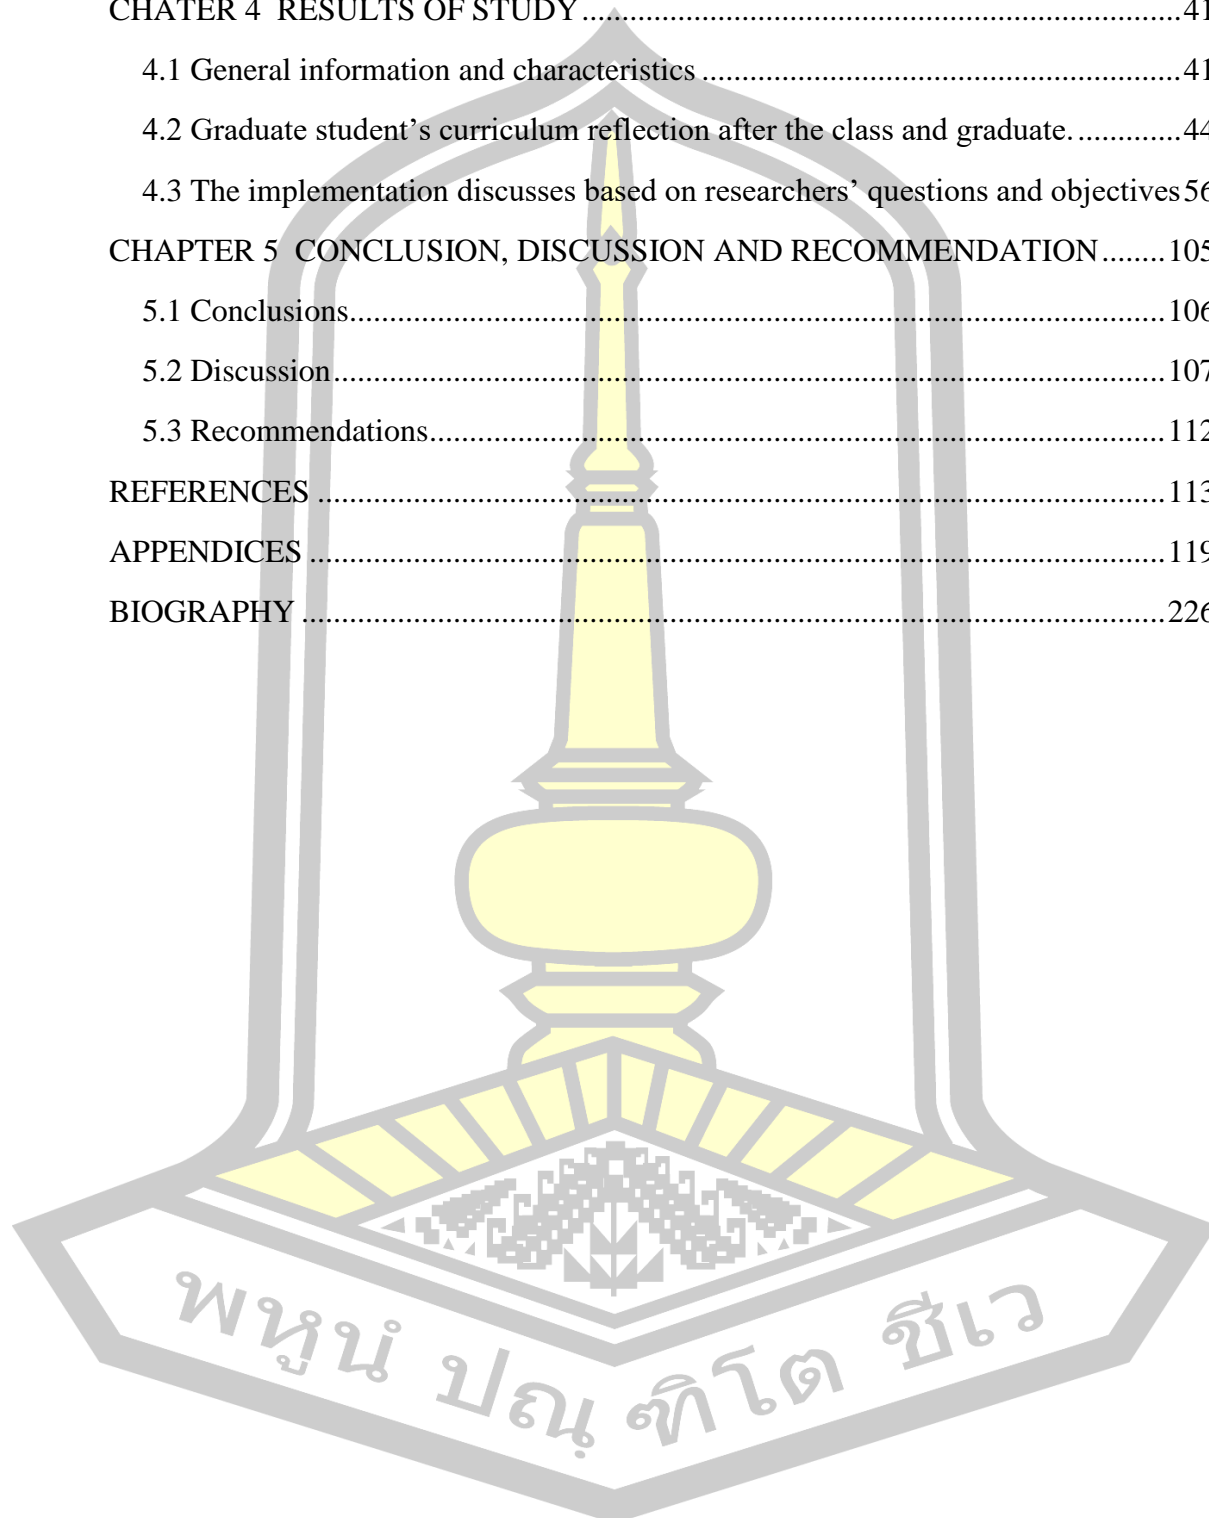 CHATER 4  RESULTS OF STUDY ........ 41
4.1 General information and characteristics ........ 41
4.2 Graduate student’s curriculum reflection after the class and graduate. ........ 44
4.3 The implementation discusses based on researchers’ questions and objectives 56
CHAPTER 5  CONCLUSION, DISCUSSION AND RECOMMENDATION ........ 105
5.1 Conclusions ........ 106
5.2 Discussion ........ 107
5.3 Recommendations ........ 112
REFERENCES ........ 113
APPENDICES ........ 119
BIOGRAPHY ........ 226
พหูนํ ปณฺฑิโต ชีเว